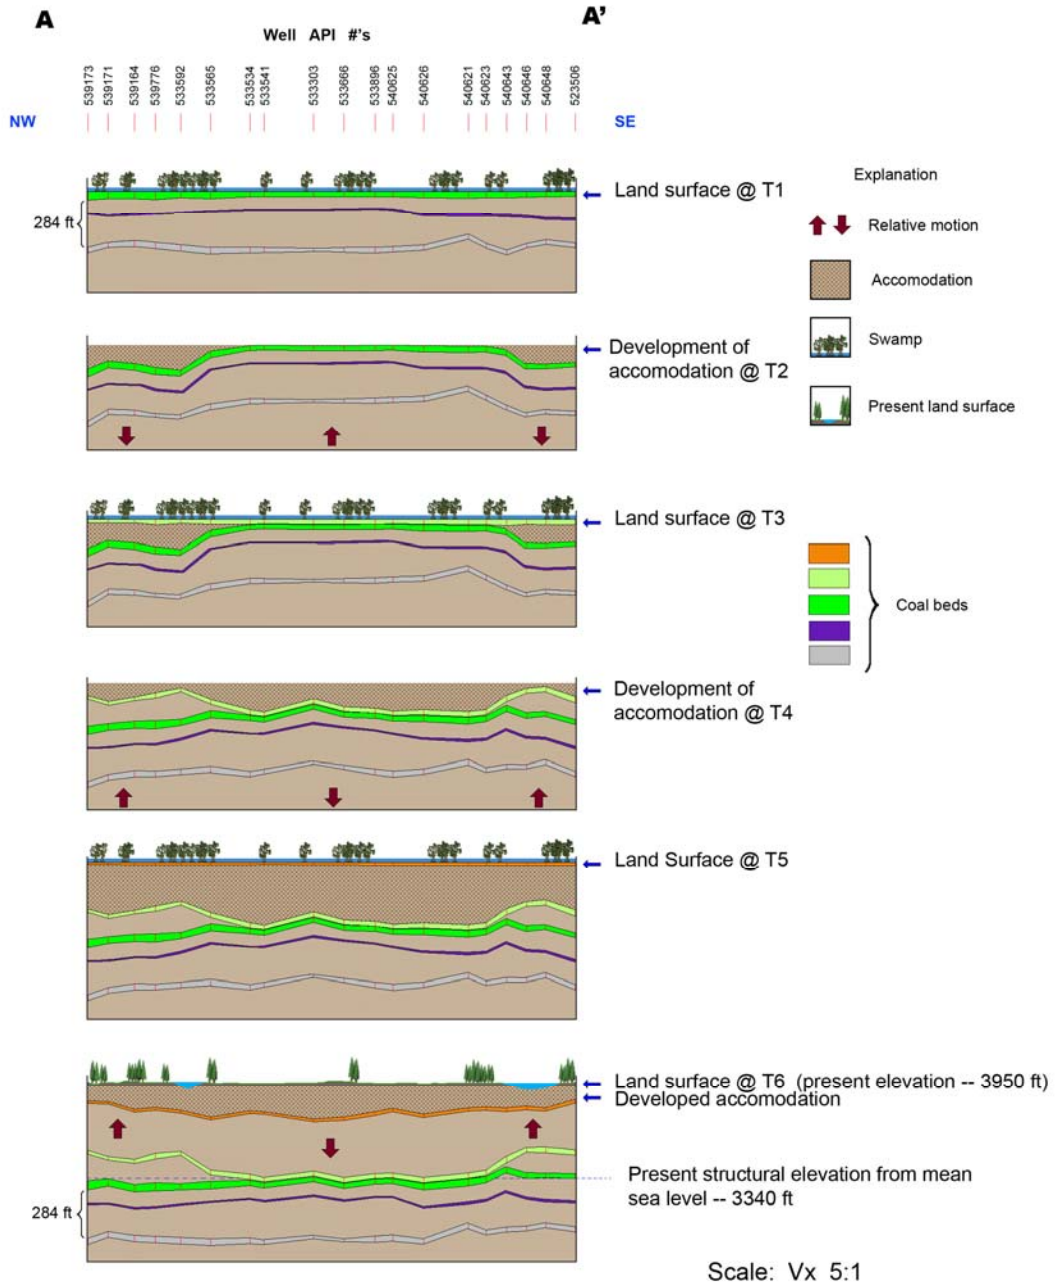 A A'
Well API #'s
539173 539171 539164 539776 533592 533565 533534 533541 533303 533666 533896 540625 540626 540621 540623 540643 540646 540648 523506
NW SE
Land surface @ T1
284 ft
Explanation
Relative motion
Accomodation
Swamp
Present land surface
Development of
accomodation @ T2
Land surface @ T3
Coal beds
Development of
accomodation @ T4
Land Surface @ T5
Land surface @ T6 (present elevation -- 3950 ft)
Developed accomodation
Present structural elevation from mean
sea level -- 3340 ft
284 ft
Scale: Vx 5:1